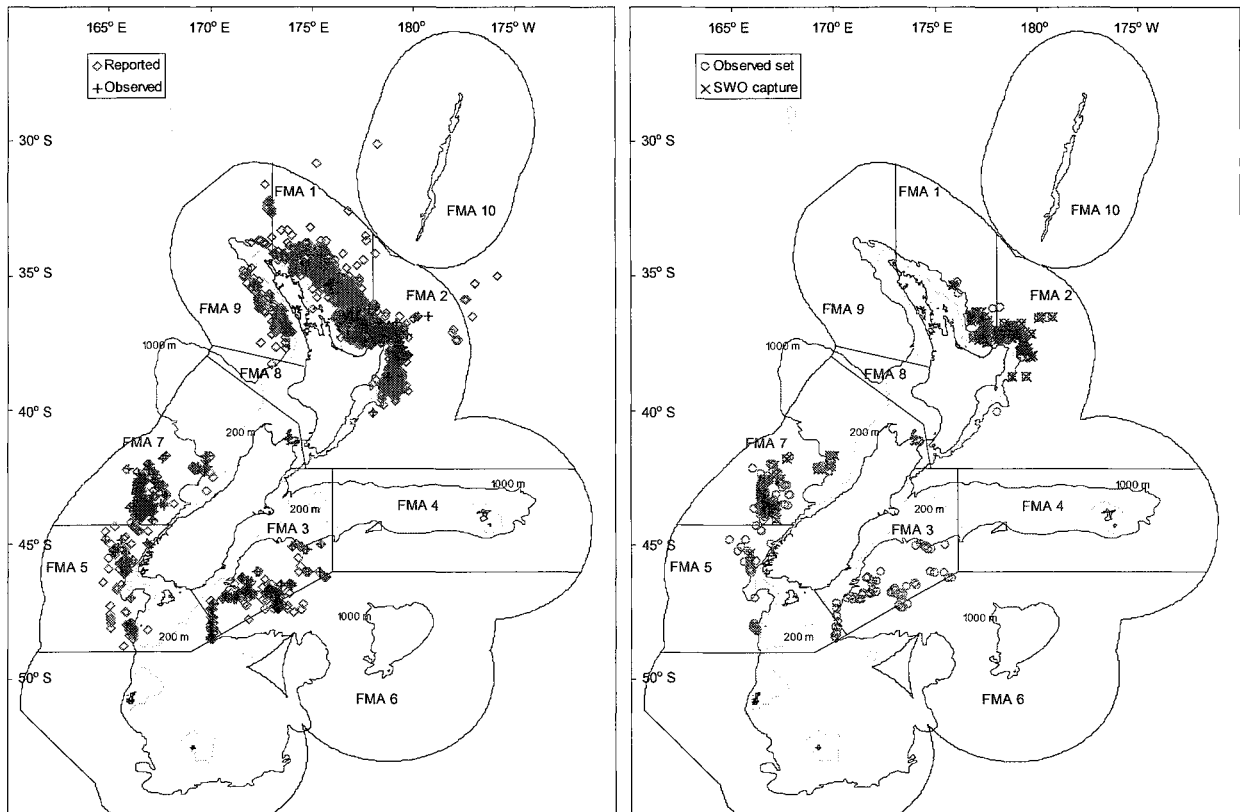 165° E 170° E 175° E 180° 175° W
Reported
Observed
30° S
FMA 1
FMA 10
35° S
FMA 2
FMA 9
1000 m
FMA 8
40° S
FMA 7
200 m
1000 m
FMA 4
200 m
FMA 3
45° S
FMA 5
1000 m
200 m
50° S
FMA 6
165° E 170° E 175° E 180° 175° W
Observed set
SWO capture
30° S
FMA 1
FMA 10
35° S
FMA 2
FMA 9
1000 m
FMA 8
40° S
FMA 7
200 m
1000 m
FMA 4
200 m
FMA 3
45° S
FMA 5
1000 m
200 m
50° S
FMA 6